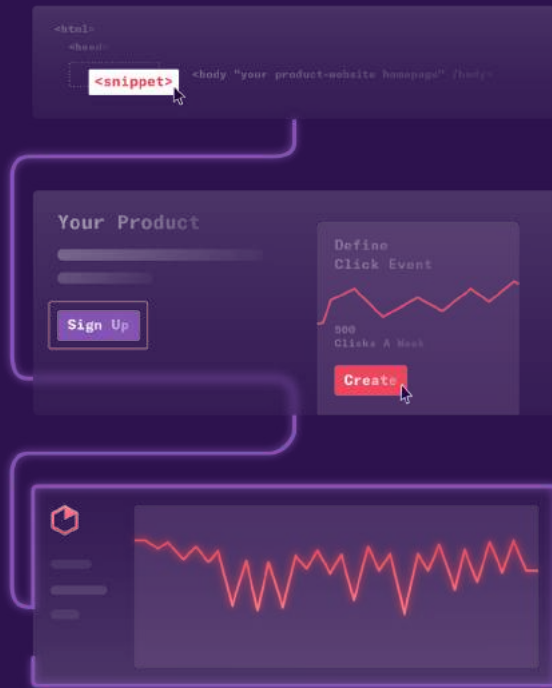 <html>
<head>
<snippet> <body "your product-website homepage" /body>
Your Product
Define
Click Event
Sign Up
900
Clicks A Week
Create